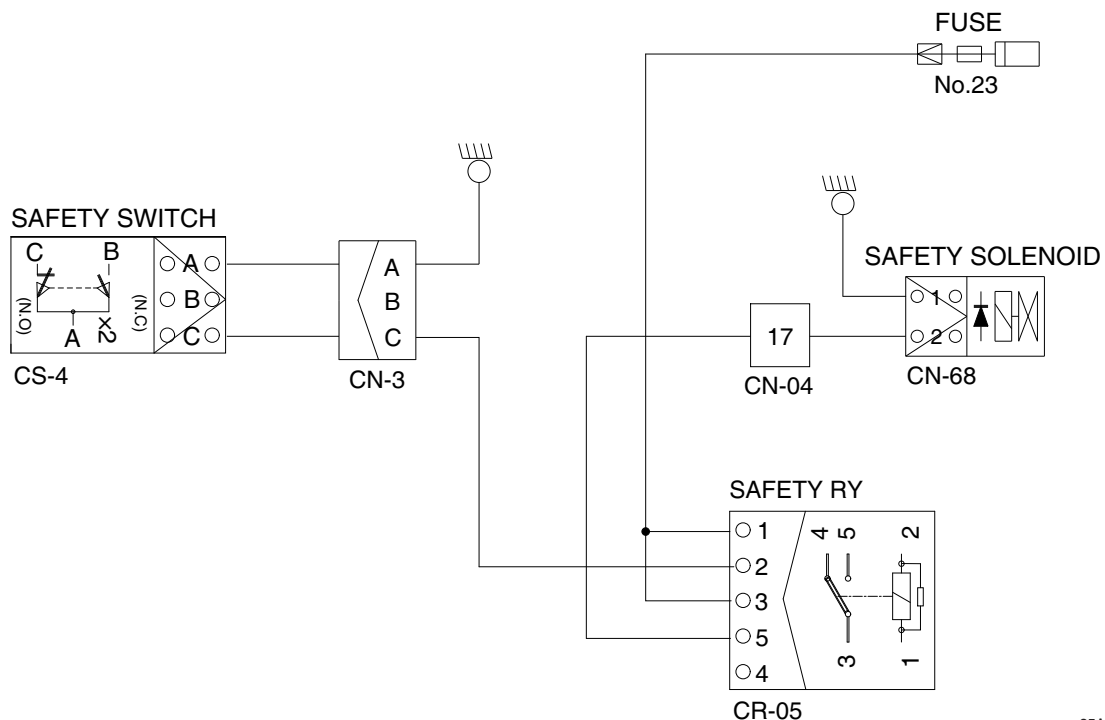 FUSE
No.23
SAFETY SWITCH
C B
(N.O) A x2 (N.C)
A
B
C
CS-4
A
B
C
CN-3
SAFETY SOLENOID
1
2
CN-68
17
CN-04
SAFETY RY
1
2
3
5
4
4 5 2
3 1
CR-05